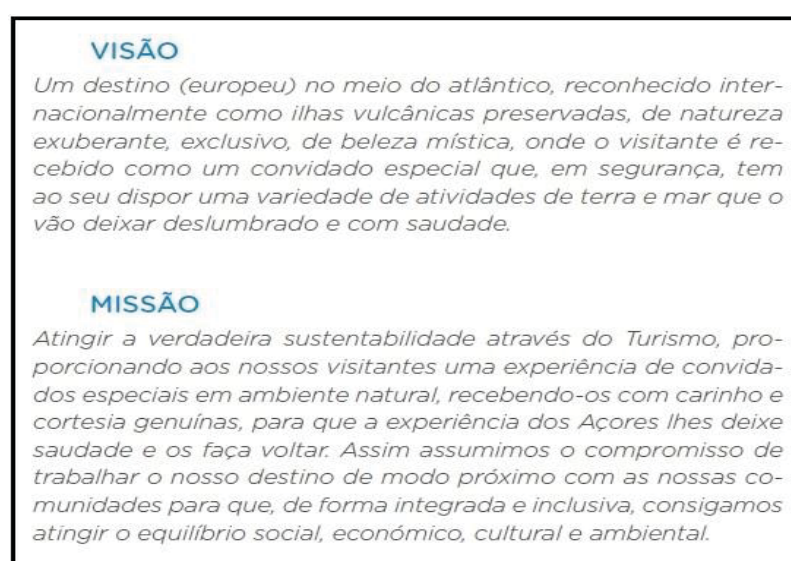 VISÃO
Um destino (europeu) no meio do atlântico, reconhecido inter-
nacionalmente como ilhas vulcânicas preservadas, de natureza
exuberante, exclusivo, de beleza mística, onde o visitante é re-
cebido como um convidado especial que, em segurança, tem
ao seu dispor uma variedade de atividades de terra e mar que o
vão deixar deslumbrado e com saudade.
MISSÃO
Atingir a verdadeira sustentabilidade através do Turismo, pro-
porcionando aos nossos visitantes uma experiência de convida-
dos especiais em ambiente natural, recebendo-os com carinho e
cortesia genuínas, para que a experiência dos Açores lhes deixe
saudade e os faça voltar. Assim assumimos o compromisso de
trabalhar o nosso destino de modo próximo com as nossas co-
munidades para que, de forma integrada e inclusiva, consigamos
atingir o equilíbrio social, económico, cultural e ambiental.